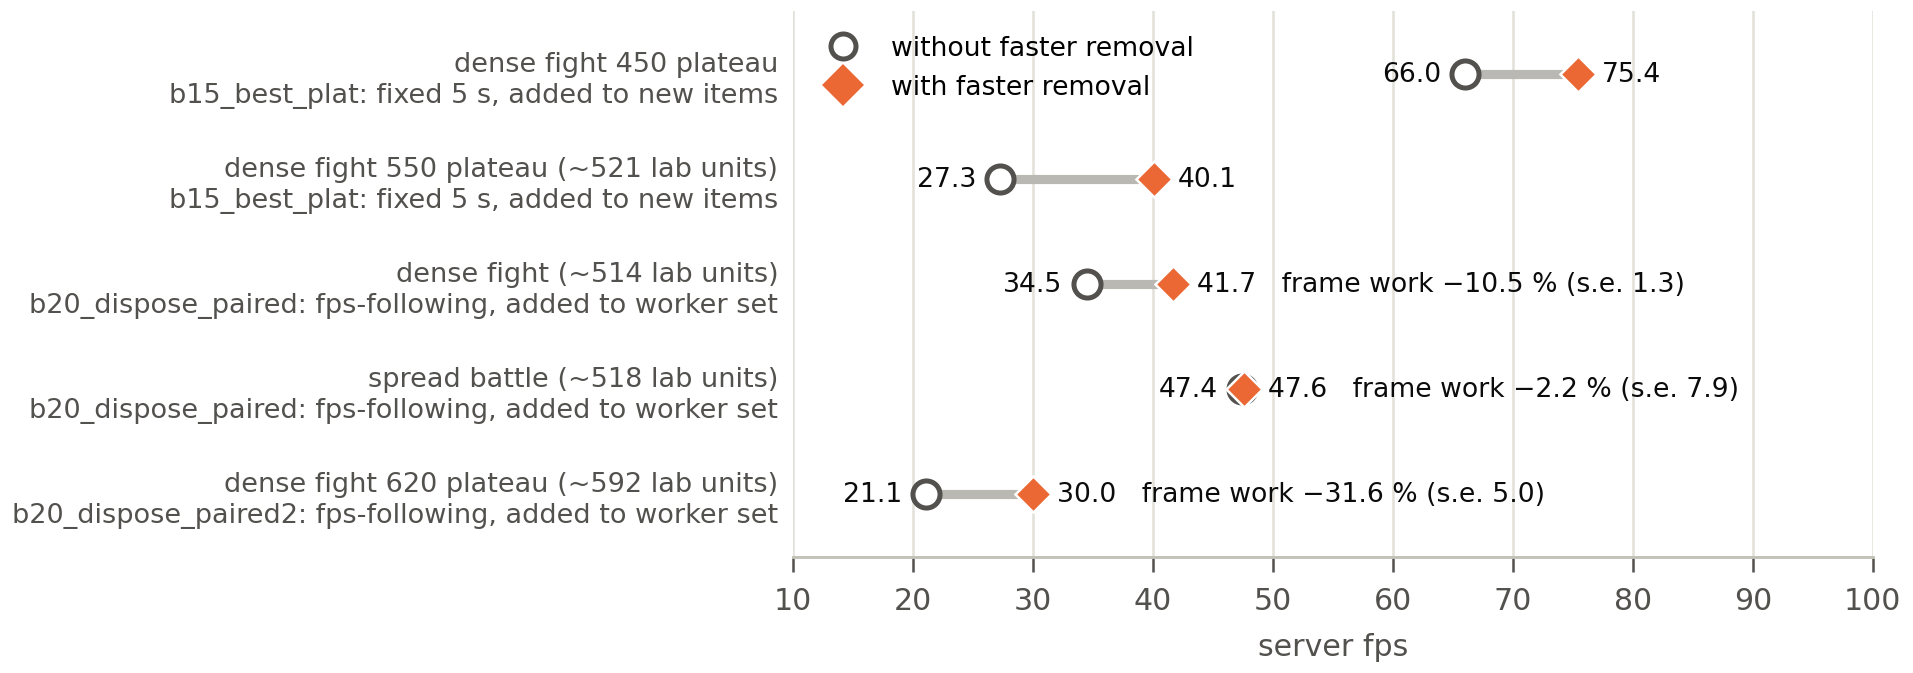 without faster removal
with faster removal
dense fight 450 plateau
b15_best_plat: fixed 5 s, added to new items
66.0 75.4
dense fight 550 plateau (~521 lab units)
b15_best_plat: fixed 5 s, added to new items
27.3 40.1
dense fight (~514 lab units)
b20_dispose_paired: fps-following, added to worker set
34.5 41.7 frame work −10.5 % (s.e. 1.3)
spread battle (~518 lab units)
b20_dispose_paired: fps-following, added to worker set
47.4 47.6 frame work −2.2 % (s.e. 7.9)
dense fight 620 plateau (~592 lab units)
b20_dispose_paired2: fps-following, added to worker set
21.1 30.0 frame work −31.6 % (s.e. 5.0)
10 20 30 40 50 60 70 80 90 100
server fps